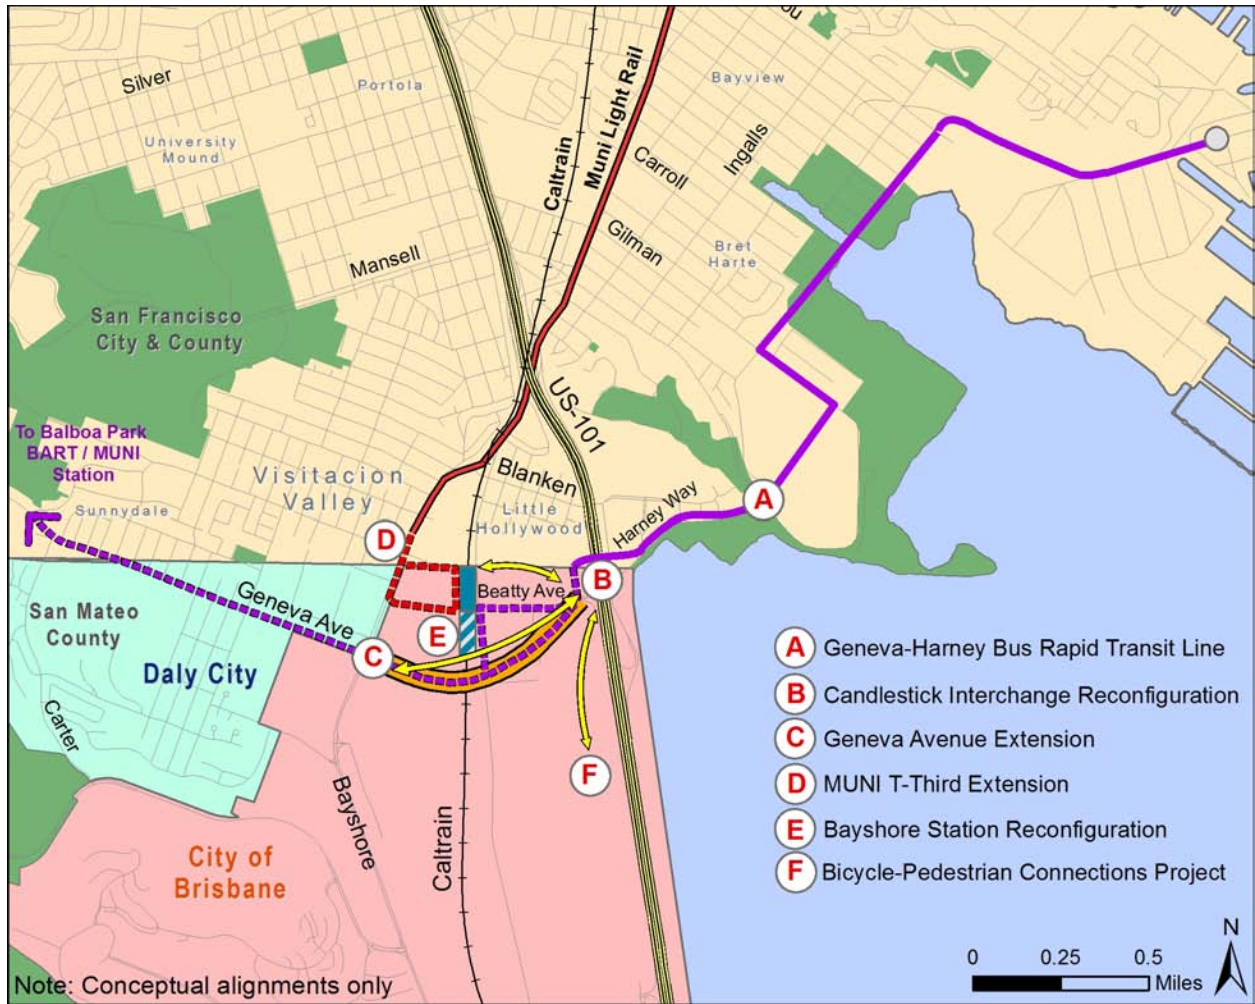 Silver
Portola
University
Mound
Caltrain
Muni Light Rail
Bayview
Ingalls
Carroll
Gilman
Bret
Harte
Mansell
San Francisco
City & County
To Balboa Park
BART / MUNI
Station
Sunnydale
Visitacion
Valley
US-101
Blanken
Little
Hollywood
Harney Way
A
D
B
Beatty Ave
E
C
Geneva Ave
San Mateo
County
Daly City
Carter
F
Bayshore
Caltrain
City of
Brisbane
A Geneva-Harney Bus Rapid Transit Line
B Candlestick Interchange Reconfiguration
C Geneva Avenue Extension
D MUNI T-Third Extension
E Bayshore Station Reconfiguration
F Bicycle-Pedestrian Connections Project
N
0 0.25 0.5
Miles
Note: Conceptual alignments only